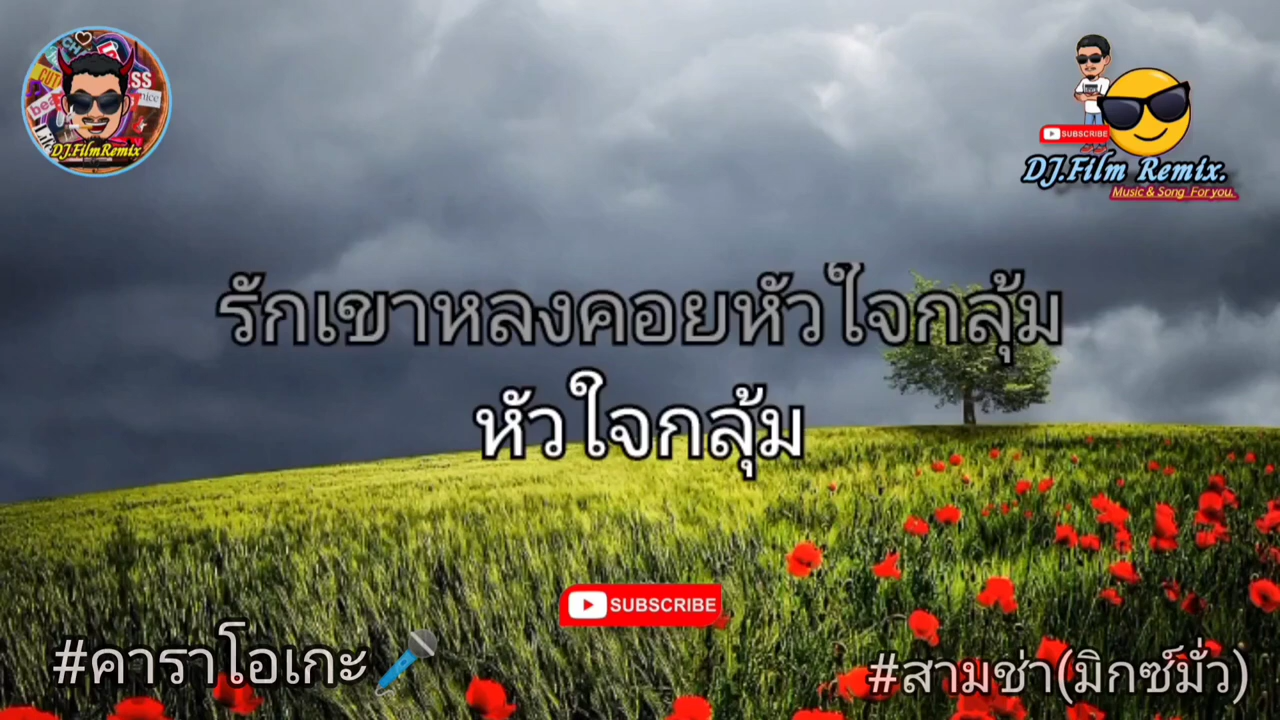 DJ.FilmRemix
SUBSCRIBE
DJ.Film Remix.
Music & Song For you.
รักเขาหลงคอยหัวใจกลุ้ม
หัวใจกลุ้ม
SUBSCRIBE
#คาราโอเกะ🎤
#สามช่า(มิกซ์มั่ว)